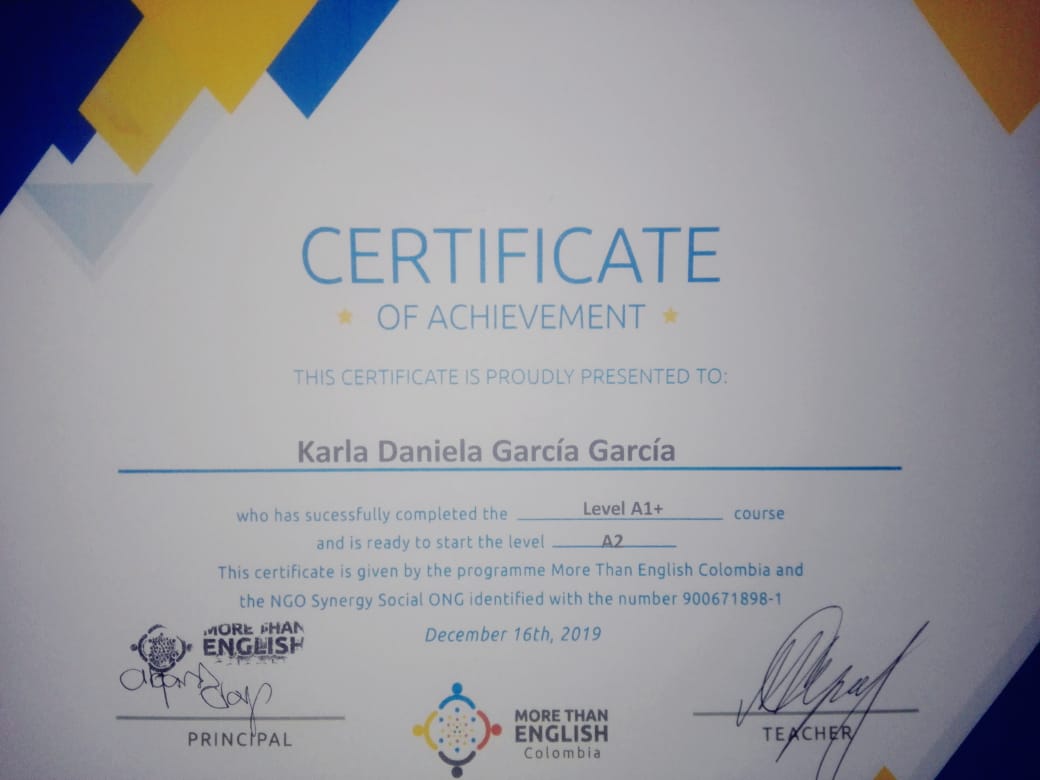 CERTIFICATE
OF ACHIEVEMENT
THIS CERTIFICATE IS PROUDLY PRESENTED TO:
Karla Daniela García García
who has sucessfully completed the Level A1+ course
and is ready to start the level A2
This certificate is given by the programme More Than English Colombia and
the NGO Synergy Social ONG identified with the number 900671898-1
December 16th, 2019
MORE THAN
ENGLISH
PRINCIPAL
MORE THAN
ENGLISH
Colombia
TEACHER